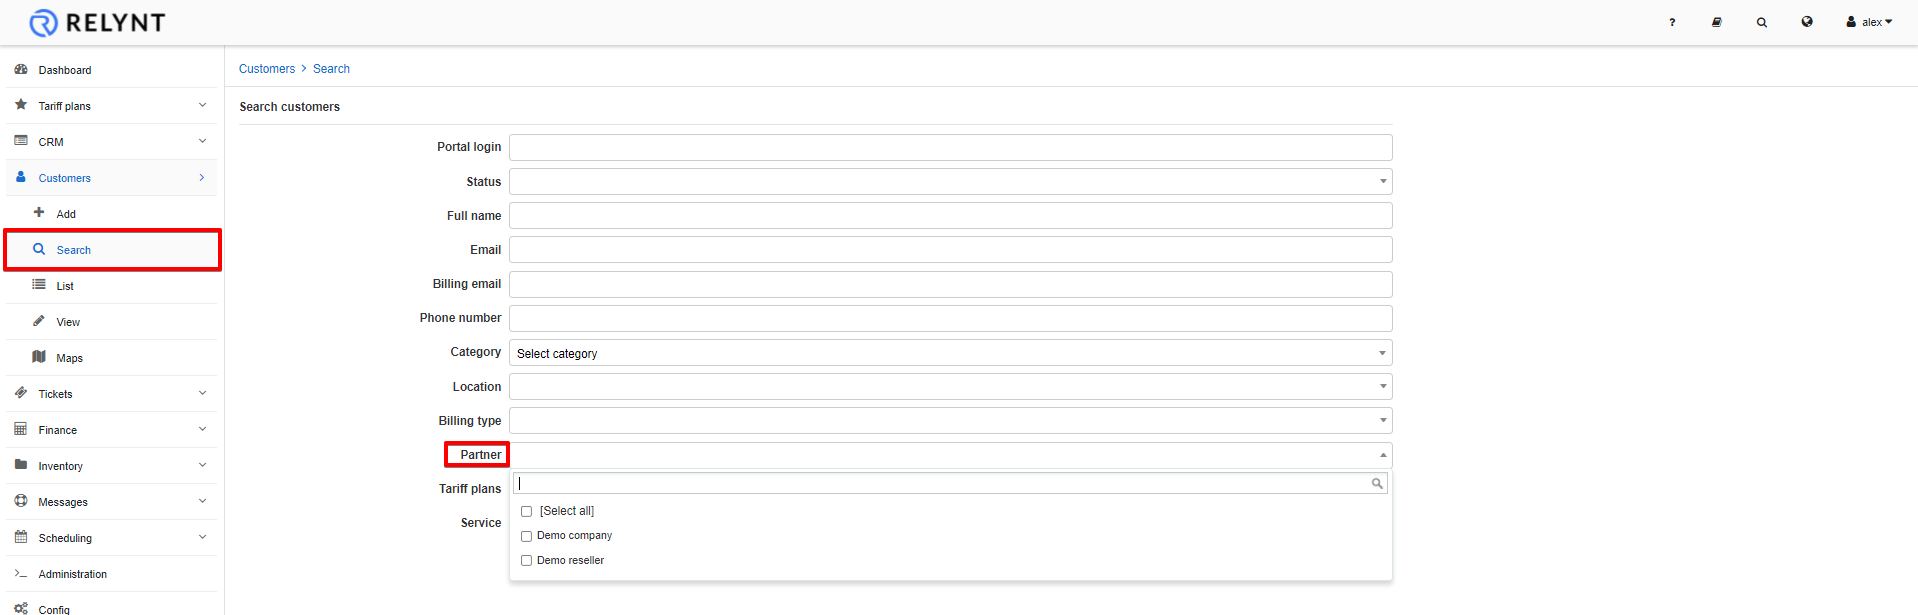 RELYNT
? alex
Dashboard
Tariff plans
CRM
Customers
Add
Search
List
View
Maps
Tickets
Finance
Inventory
Messages
Scheduling
Administration
Config
Customers > Search
Search customers
Portal login
Status
Full name
Email
Billing email
Phone number
Category Select category
Location
Billing type
Partner
Tariff plans
Service
[Select all]
Demo company
Demo reseller